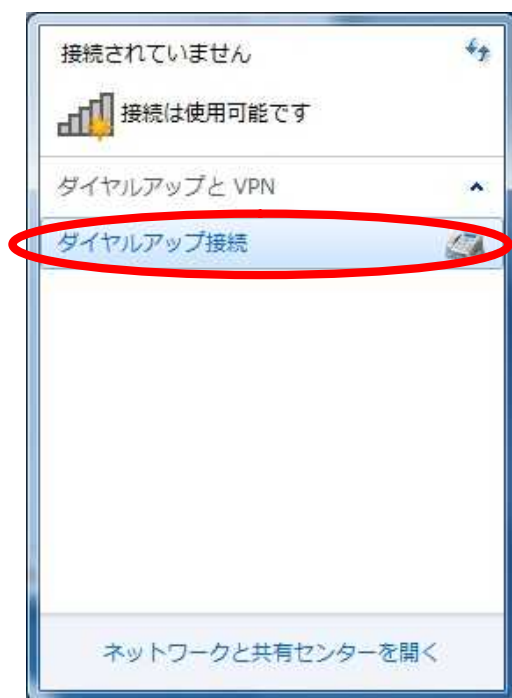 接続されていません
接続は使用可能です
ダイヤルアップと VPN
ダイヤルアップ接続
ネットワークと共有センターを開く